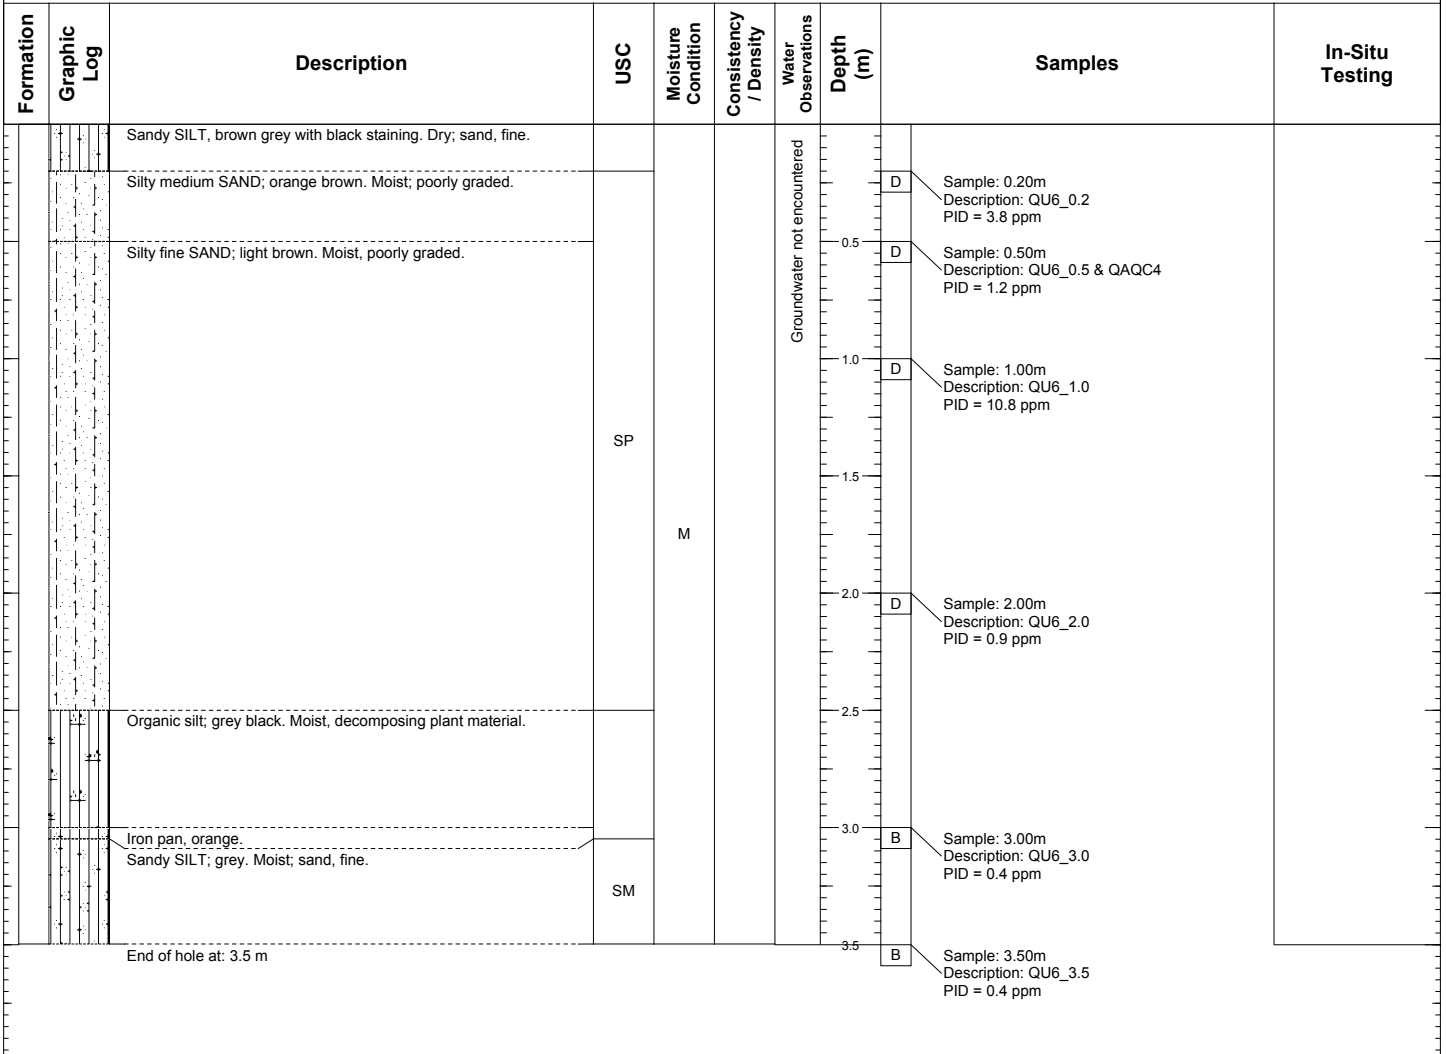 Formation
Graphic
Log
Description
USC
Moisture
Condition
Consistency
/ Density
Water
Observations
Depth
(m)
Samples
In-Situ
Testing
Sandy SILT, brown grey with black staining. Dry; sand, fine.
Silty medium SAND; orange brown. Moist; poorly graded.
Silty fine SAND; light brown. Moist, poorly graded.
Organic silt; grey black. Moist, decomposing plant material.
Iron pan, orange.
Sandy SILT; grey. Moist; sand, fine.
End of hole at: 3.5 m
SP
SM
M
Groundwater not encountered
0.5
1.0
1.5
2.0
2.5
3.0
3.5
D
Sample: 0.20m
Description: QU6_0.2
PID = 3.8 ppm
D
Sample: 0.50m
Description: QU6_0.5 & QAQC4
PID = 1.2 ppm
D
Sample: 1.00m
Description: QU6_1.0
PID = 10.8 ppm
D
Sample: 2.00m
Description: QU6_2.0
PID = 0.9 ppm
B
Sample: 3.00m
Description: QU6_3.0
PID = 0.4 ppm
B
Sample: 3.50m
Description: QU6_3.5
PID = 0.4 ppm